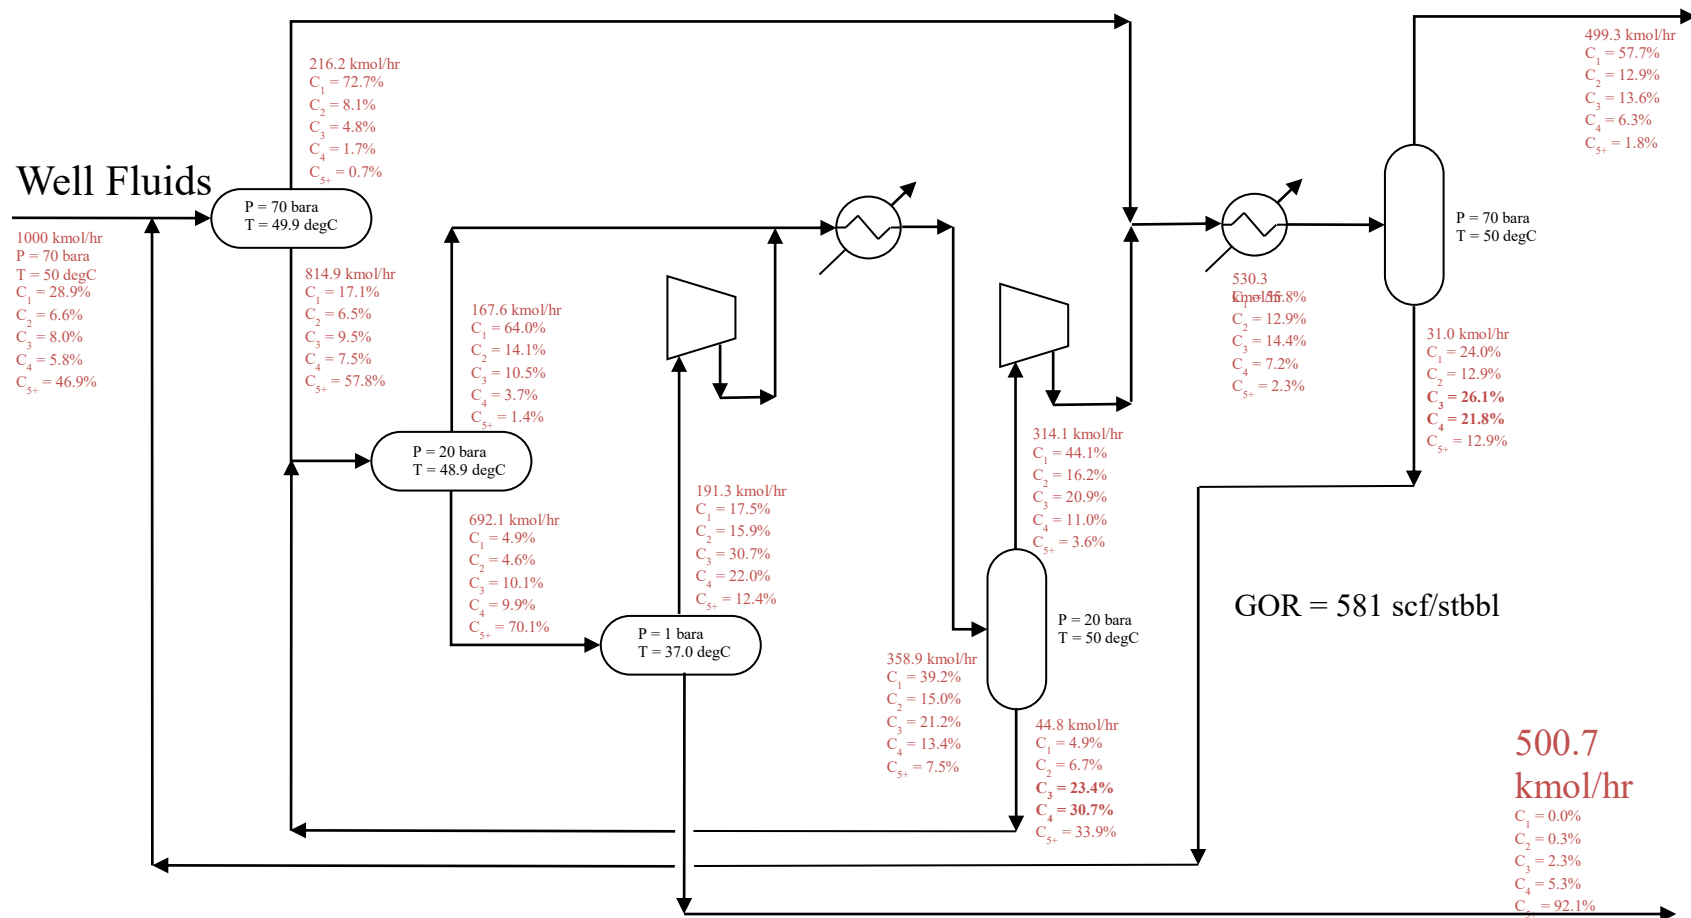 Well Fluids
1000 kmol/hr
P = 70 bara
T = 50 degC
C1 = 28.9%
C2 = 6.6%
C3 = 8.0%
C4 = 5.8%
C5+ = 46.9%
216.2 kmol/hr
C1 = 72.7%
C2 = 8.1%
C3 = 4.8%
C4 = 1.7%
C5+ = 0.7%
P = 70 bara
T = 49.9 degC
814.9 kmol/hr
C1 = 17.1%
C2 = 6.5%
C3 = 9.5%
C4 = 7.5%
C5+ = 57.8%
167.6 kmol/hr
C1 = 64.0%
C2 = 14.1%
C3 = 10.5%
C4 = 3.7%
C5+ = 1.4%
P = 20 bara
T = 48.9 degC
692.1 kmol/hr
C1 = 4.9%
C2 = 4.6%
C3 = 10.1%
C4 = 9.9%
C5+ = 70.1%
191.3 kmol/hr
C1 = 17.5%
C2 = 15.9%
C3 = 30.7%
C4 = 22.0%
C5+ = 12.4%
P = 1 bara
T = 37.0 degC
358.9 kmol/hr
C1 = 39.2%
C2 = 15.0%
C3 = 21.2%
C4 = 13.4%
C5+ = 7.5%
314.1 kmol/hr
C1 = 44.1%
C2 = 16.2%
C3 = 20.9%
C4 = 11.0%
C5+ = 3.6%
P = 20 bara
T = 50 degC
44.8 kmol/hr
C1 = 4.9%
C2 = 6.7%
C3 = 23.4%
C4 = 30.7%
C5+ = 33.9%
530.3
kmol/hr
C1 = 55.8%
C2 = 12.9%
C3 = 14.4%
C4 = 7.2%
C5+ = 2.3%
499.3 kmol/hr
C1 = 57.7%
C2 = 12.9%
C3 = 13.6%
C4 = 6.3%
C5+ = 1.8%
P = 70 bara
T = 50 degC
31.0 kmol/hr
C1 = 24.0%
C2 = 12.9%
C3 = 26.1%
C4 = 21.8%
C5+ = 12.9%
GOR = 581 scf/stbbl
500.7
kmol/hr
C1 = 0.0%
C2 = 0.3%
C3 = 2.3%
C4 = 5.3%
C5+ = 92.1%